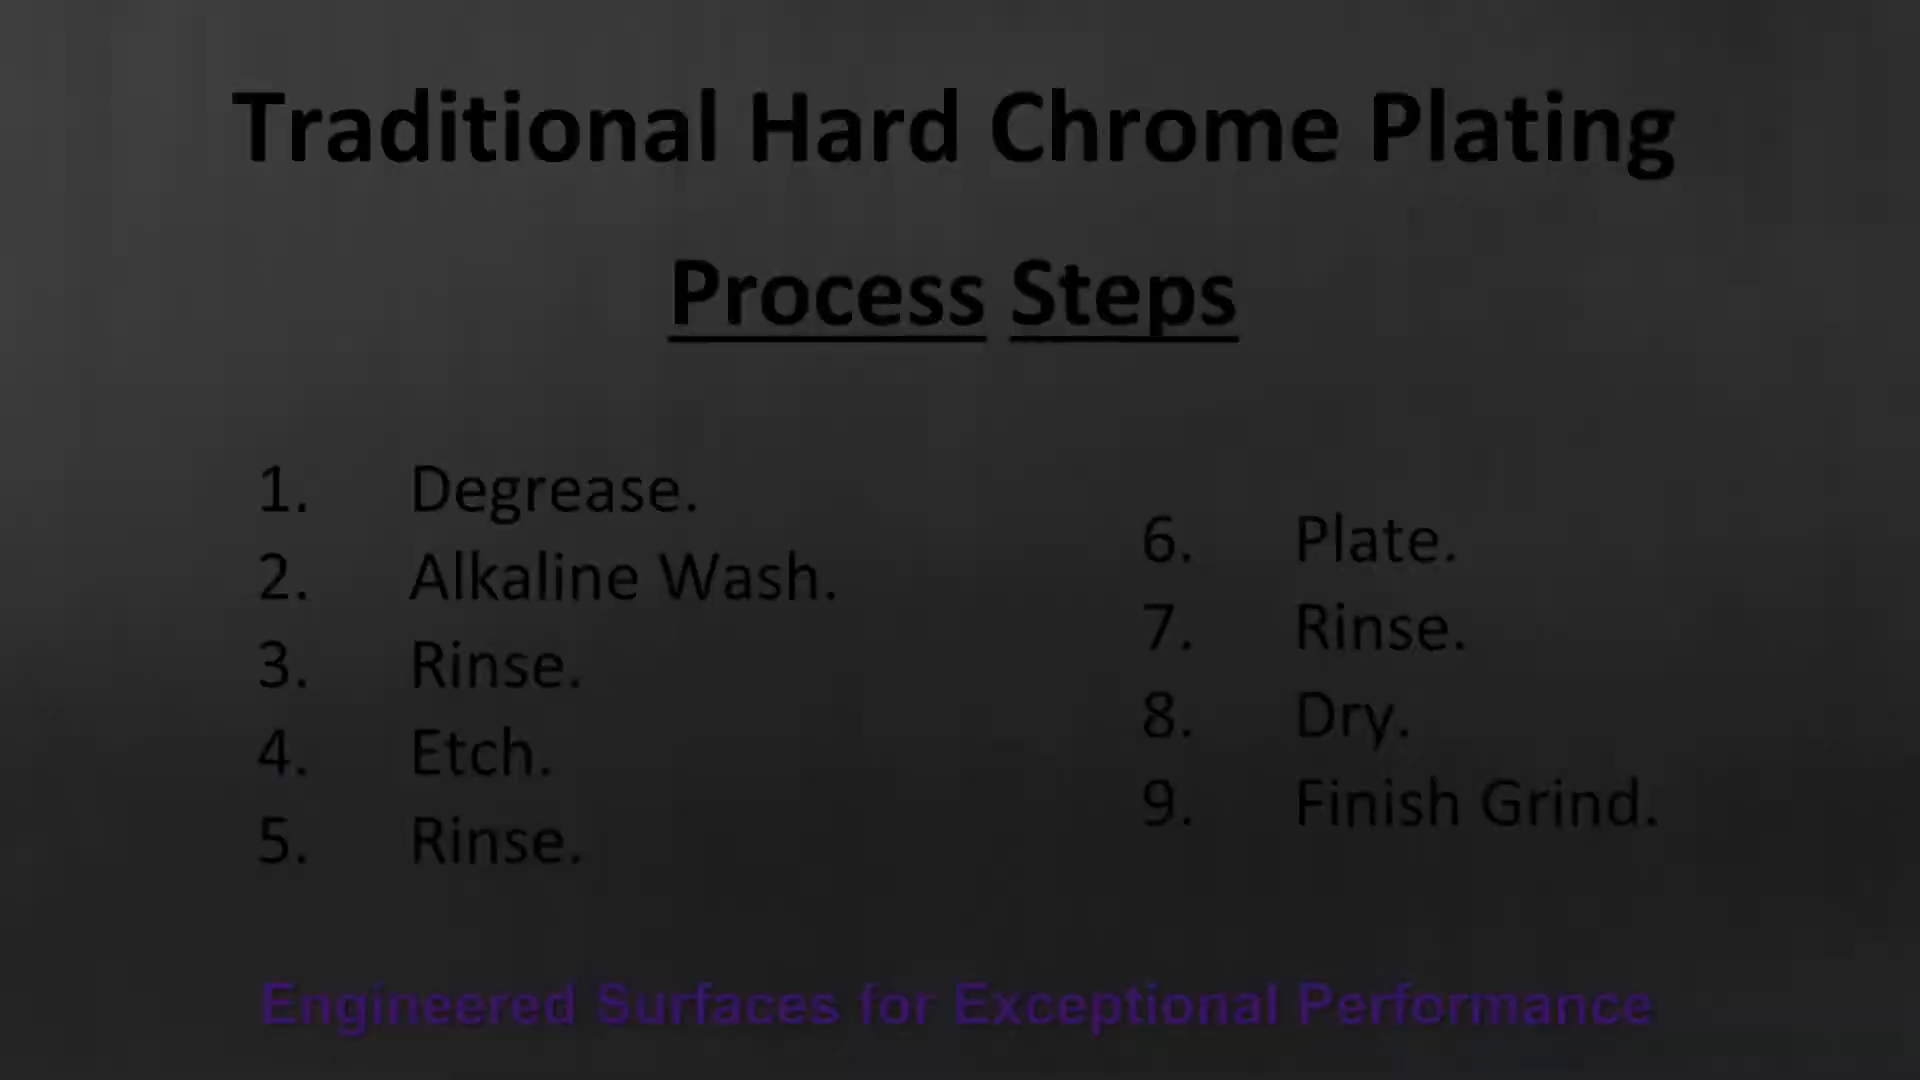 Traditional Hard Chrome Plating
Process Steps
1. Degrease.
2. Alkaline Wash.
3. Rinse.
4. Etch.
5. Rinse.
6. Plate.
7. Rinse.
8. Dry.
9. Finish Grind.
Engineered Surfaces for Exceptional Performance